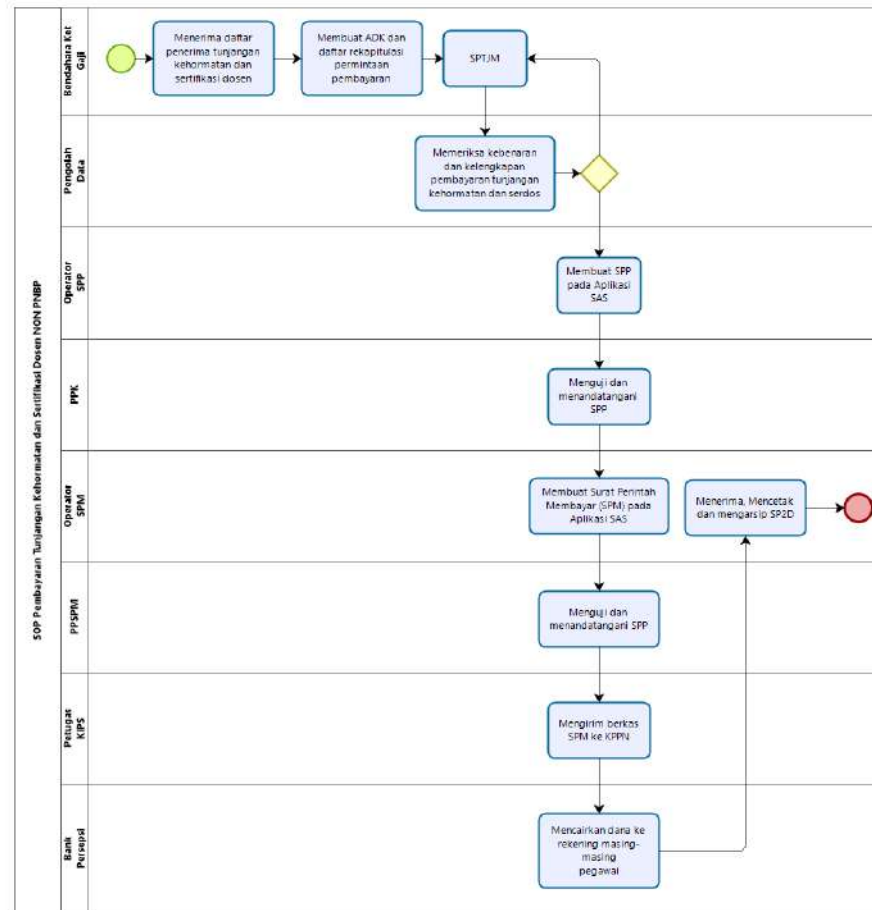 SOP Pembayaran Tunjangan Kehormatan dan Sertifikasi Dosen NON PNBP
Bendahara Ket
Gaji
Menerima daftar
penerima tunjangan
kehormatan dan
sertifikasi dosen
Membuat ADK dan
daftar rekapitulasi
permintaan
pembayaran
SPTJM
Pengolah
Data
Memeriksa kebenaran
dan kelengkapan
pembayaran tunjangan
kehormatan dan serdos
Operator
SPP
Membuat SPP
pada Aplikasi
SAS
PPK
Menguji dan
menandatangani
SPP
Operator
SPM
Membuat Surat Perintah
Membayar (SPM) pada
Aplikasi SAS
Menerima, Mencetak
dan mengarsip SP2D
PPSPM
Menguji dan
menandatangani SPP
Petugas
KIPS
Mengirim berkas
SPM ke KPPN
Bank
Persepsi
Mencairkan dana ke
rekening masing-
masing
pegawai